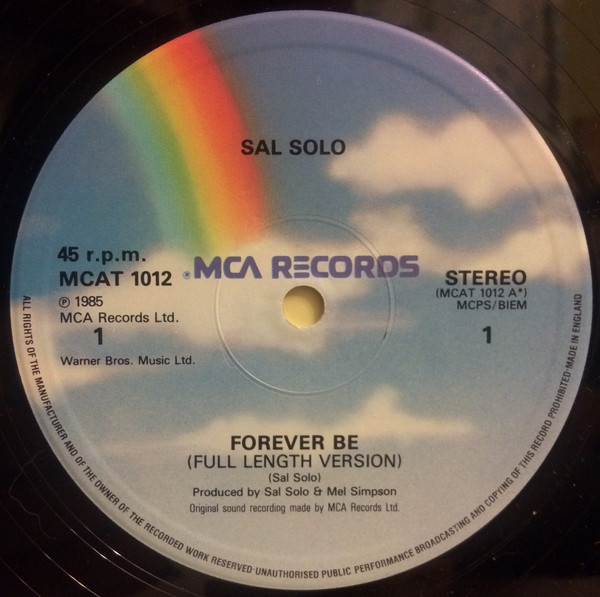 SAL SOLO
45 r.p.m.
MCAT 1012
MCA RECORDS
STEREO
(MCAT 1012 A*)
MCPS/BIEM
℗ 1985
MCA Records Ltd.
1
1
Warner Bros. Music Ltd.
FOREVER BE
(FULL LENGTH VERSION)
(Sal Solo)
Produced by Sal Solo & Mel Simpson
Original sound recording made by MCA Records Ltd.
ALL RIGHTS OF THE MANUFACTURER AND OF THE OWNER OF THE RECORDED WORK RESERVED·UNAUTHORISED PUBLIC PERFORMANCE BROADCASTING AND COPYING OF THIS RECORD PROHIBITED·MADE IN ENGLAND